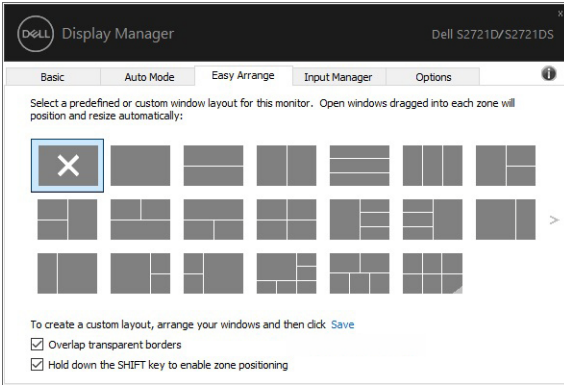 x
DELL Display Manager Dell S2721D/S2721DS
Basic Auto Mode Easy Arrange Input Manager Options i
Select a predefined or custom window layout for this monitor. Open windows dragged into each zone will
position and resize automatically:
>
To create a custom layout, arrange your windows and then click Save
Overlap transparent borders
Hold down the SHIFT key to enable zone positioning